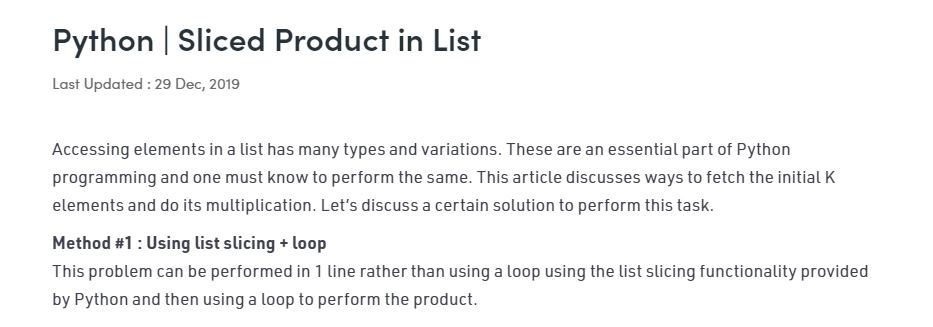 Python | Sliced Product in List
Last Updated : 29 Dec, 2019
Accessing elements in a list has many types and variations. These are an essential part of Python
programming and one must know to perform the same. This article discusses ways to fetch the initial K
elements and do its multiplication. Let’s discuss a certain solution to perform this task.
Method #1 : Using list slicing + loop
This problem can be performed in 1 line rather than using a loop using the list slicing functionality provided
by Python and then using a loop to perform the product.